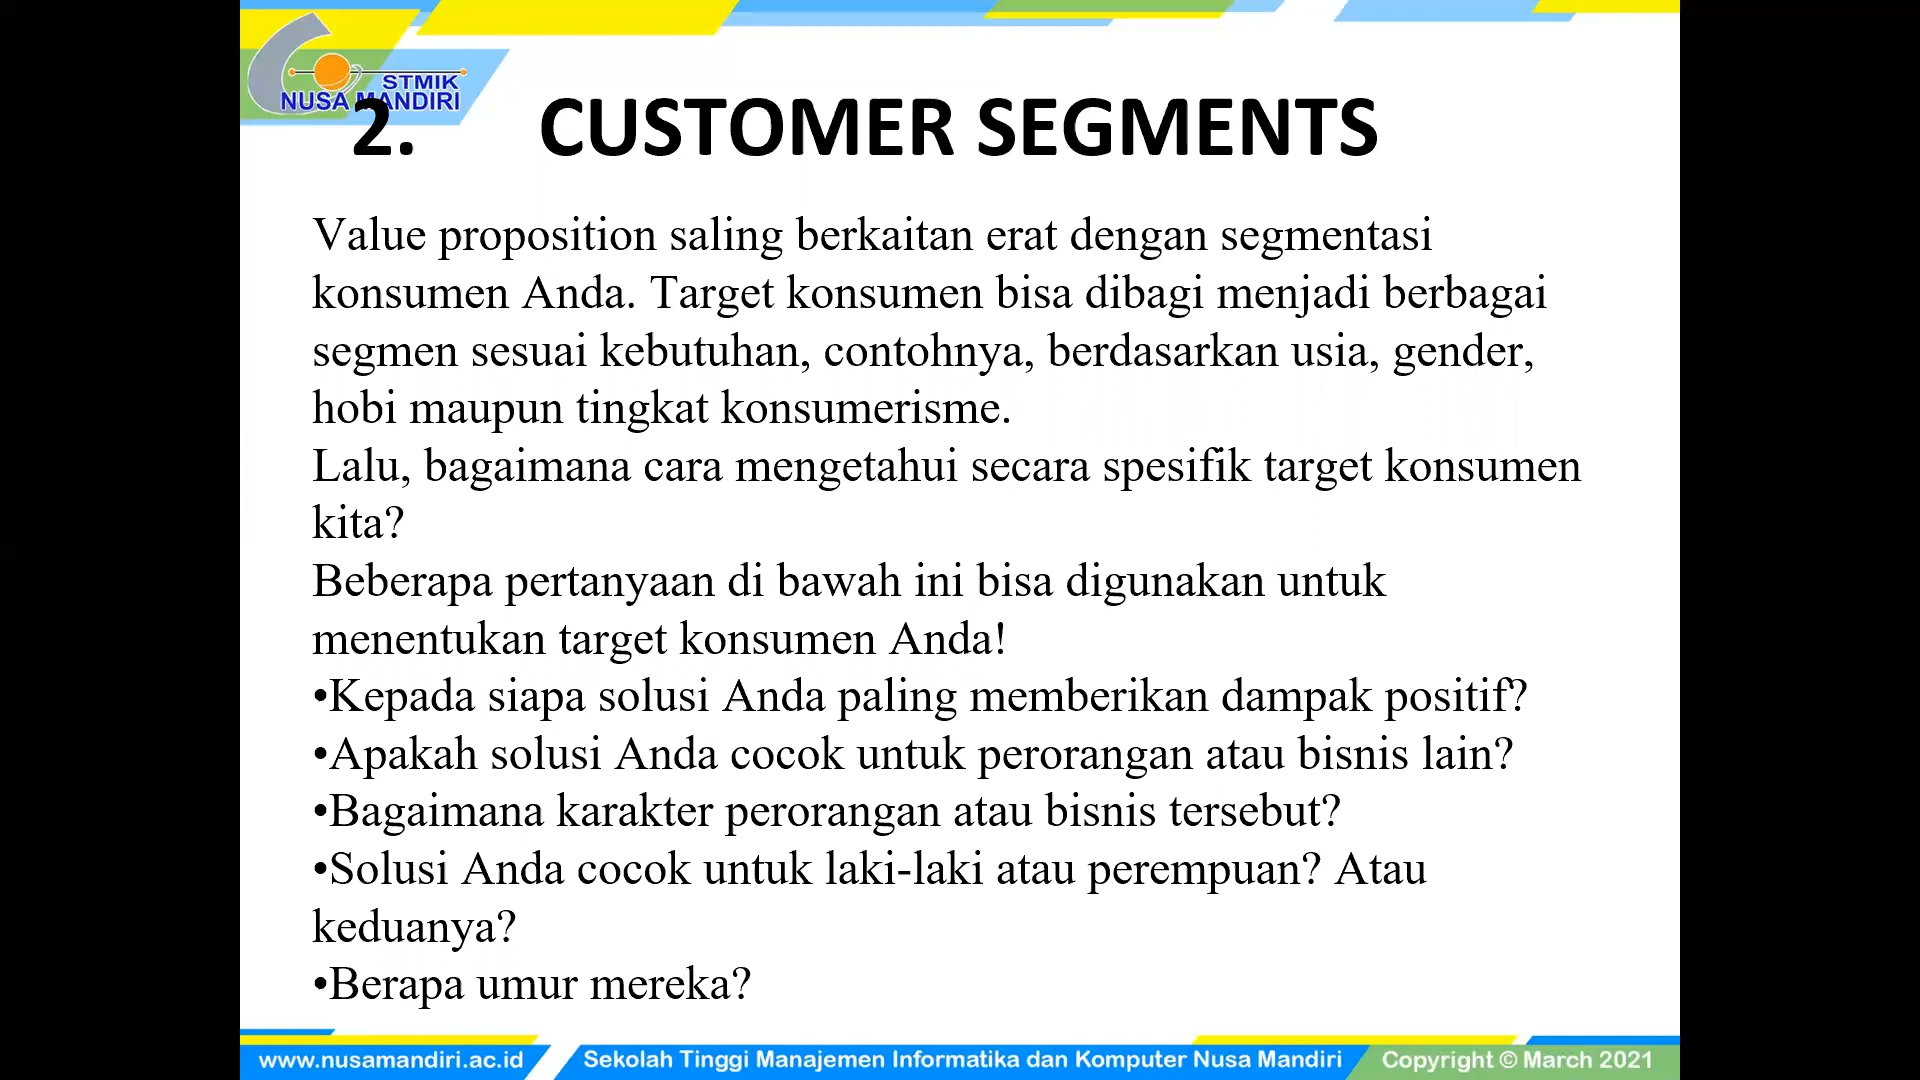 STMIK
NUSA MANDIRI
2. CUSTOMER SEGMENTS
Value proposition saling berkaitan erat dengan segmentasi
konsumen Anda. Target konsumen bisa dibagi menjadi berbagai
segmen sesuai kebutuhan, contohnya, berdasarkan usia, gender,
hobi maupun tingkat konsumerisme.
Lalu, bagaimana cara mengetahui secara spesifik target konsumen
kita?
Beberapa pertanyaan di bawah ini bisa digunakan untuk
menentukan target konsumen Anda!
•Kepada siapa solusi Anda paling memberikan dampak positif?
•Apakah solusi Anda cocok untuk perorangan atau bisnis lain?
•Bagaimana karakter perorangan atau bisnis tersebut?
•Solusi Anda cocok untuk laki-laki atau perempuan? Atau
keduanya?
•Berapa umur mereka?
www.nusamandiri.ac.id Sekolah Tinggi Manajemen Informatika dan Komputer Nusa Mandiri Copyright © March 2021